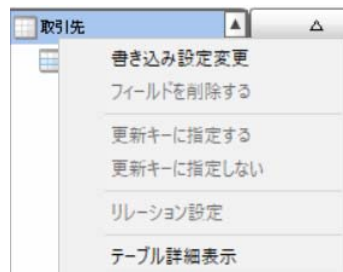 取引先
書き込み設定変更
フィールドを削除する
更新キーに指定する
更新キーに指定しない
リレーション設定
テーブル詳細表示